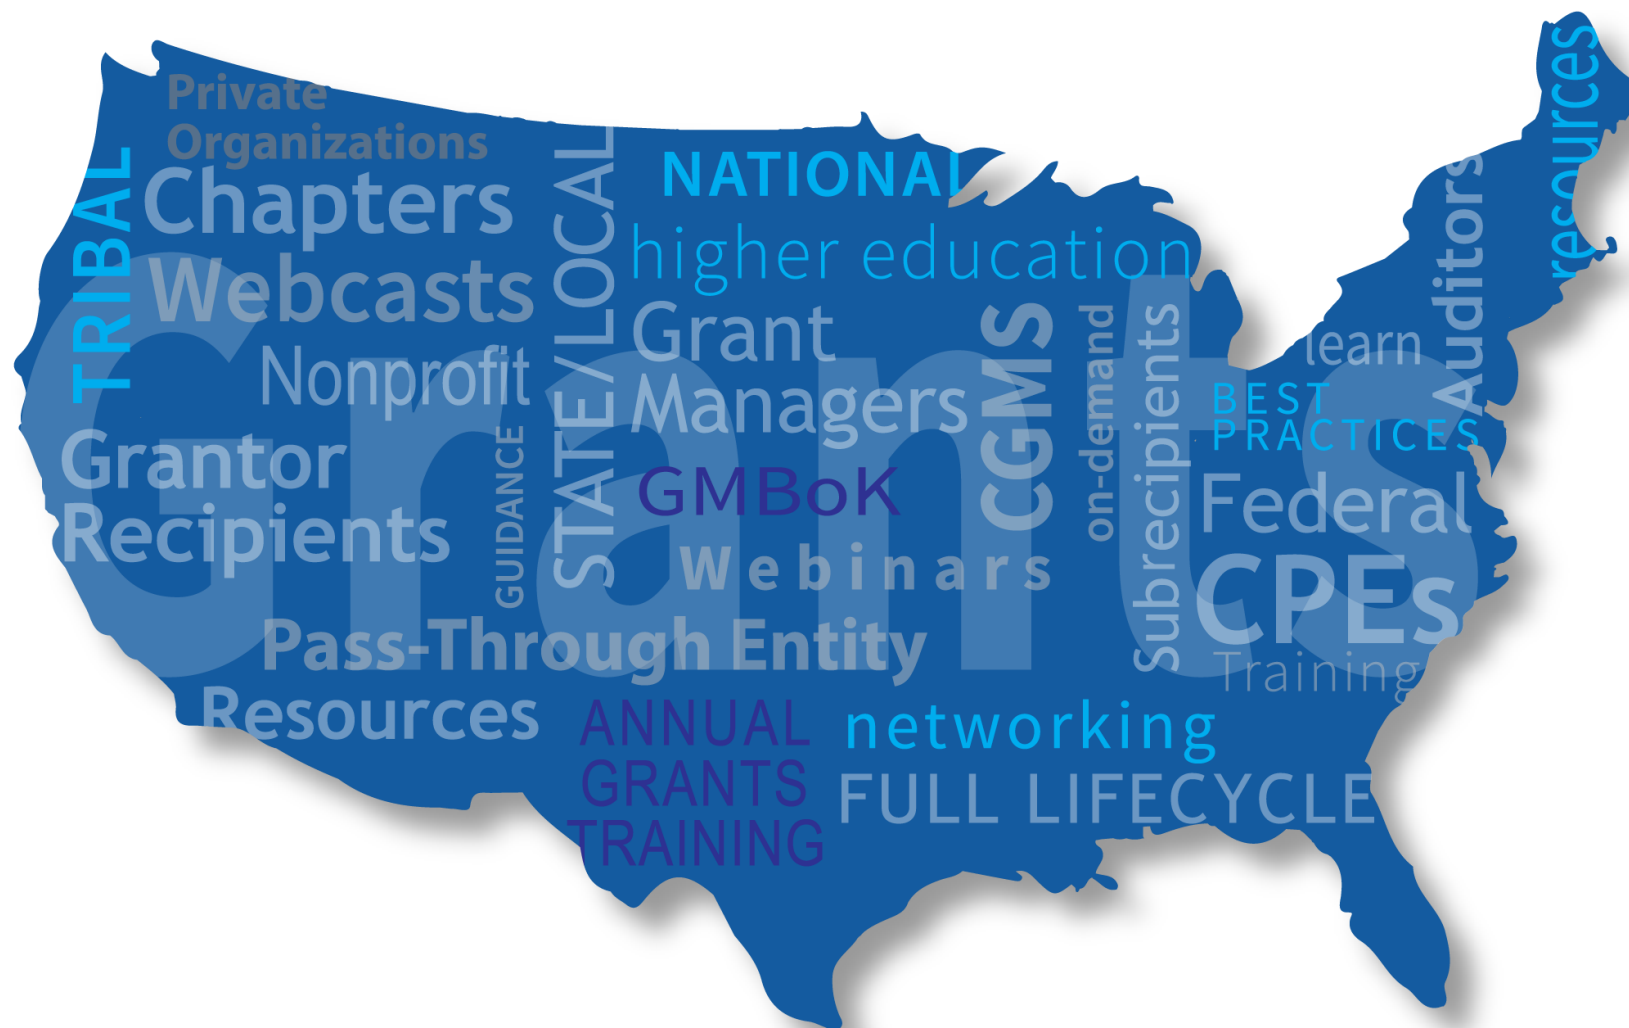 Private
Organizations
TRIBAL
Chapters
Webcasts
Nonprofit
Grantor
Recipients
GUIDANCE
STATE/LOCAL
NATIONAL
higher education
Grant
Managers
GMBoK
Webinars
CGMS
on-demand
Subrecipients
Grants
Pass-Through Entity
Resources
ANNUAL
GRANTS
TRAINING
networking
FULL LIFECYCLE
learn
BEST
PRACTICES
Federal
CPEs
Training
Auditors
resources